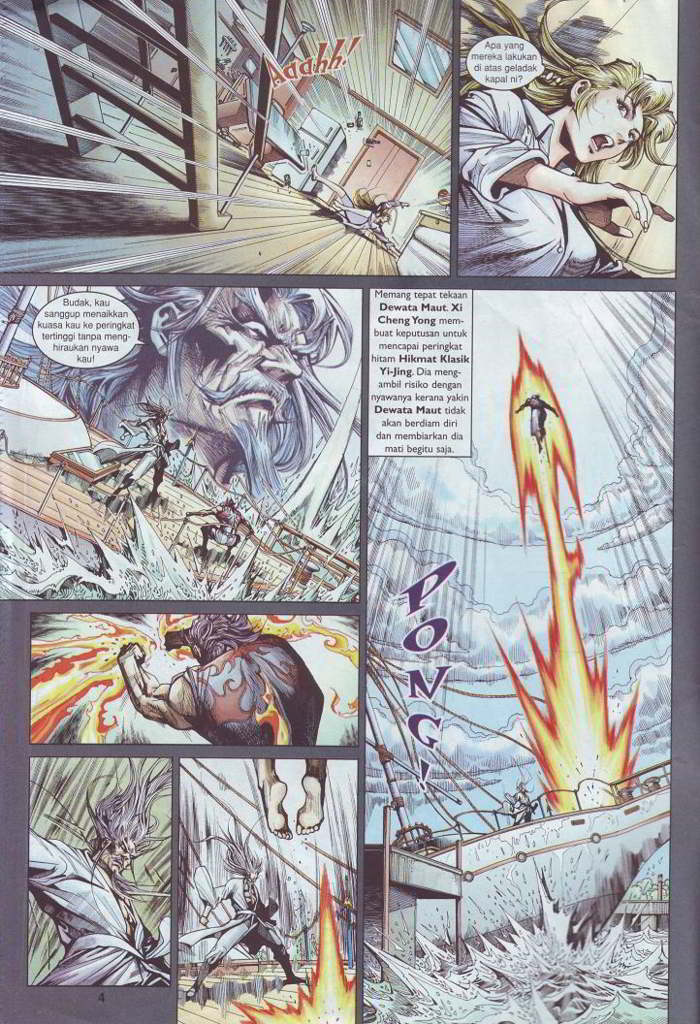 Aaahh!
Apa yang
mereka lakukan
di atas geladak
kapal ni?
Budak, kau
sanggup menaikkan
kuasa kau ke peringkat
tertinggi tanpa meng-
hiraukan nyawa
kau!
Memang tepat tekaan
Dewata Maut. Xi
Cheng Yong mem-
buat keputusan untuk
mencapai peringkat
hitam Hikmat Klasik
Yi-Jing. Dia meng-
ambil risiko dengan
nyawanya kerana yakin
Dewata Maut tidak
akan berdiam diri
dan membiarkan dia
mati begitu saja.
PONG!
4